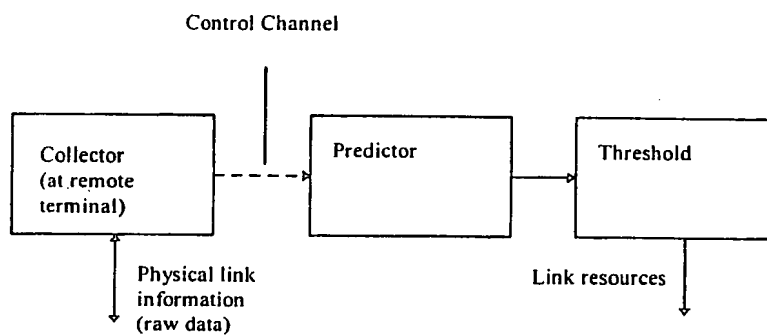 Control Channel
Collector
(at remote
terminal)
Predictor
Threshold
Physical link
information
(raw data)
Link resources